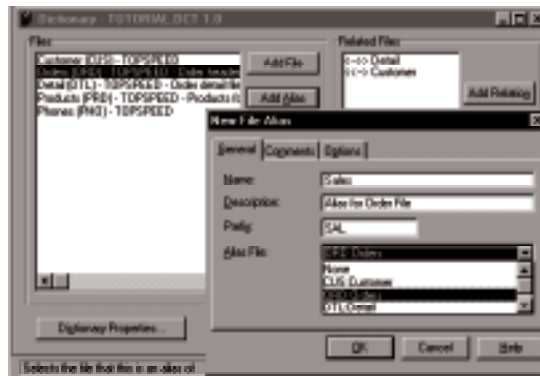 Dictionary - TUTORIAL.DCT 1.0
Files
Customer (CUS) - TOPSPEED
Orders (ORD) - TOPSPEED - Order header
Detail (DTL) - TOPSPEED - Order detail file
Products (PRD) - TOPSPEED - Products
Phones (PHO) - TOPSPEED
Add File
Add Alias
Related Files
<-->> Detail
<<--> Customer
Add Relation
Dictionary Properties...
Selects the file that this is an alias of
New File Alias
General
Comments
Options
Name:
Sales
Description:
Alias for Order File
Prefix:
SAL
Alias File:
ORD Orders
None
CUS Customer
ORD Orders
DTL Detail
OK
Cancel
Help